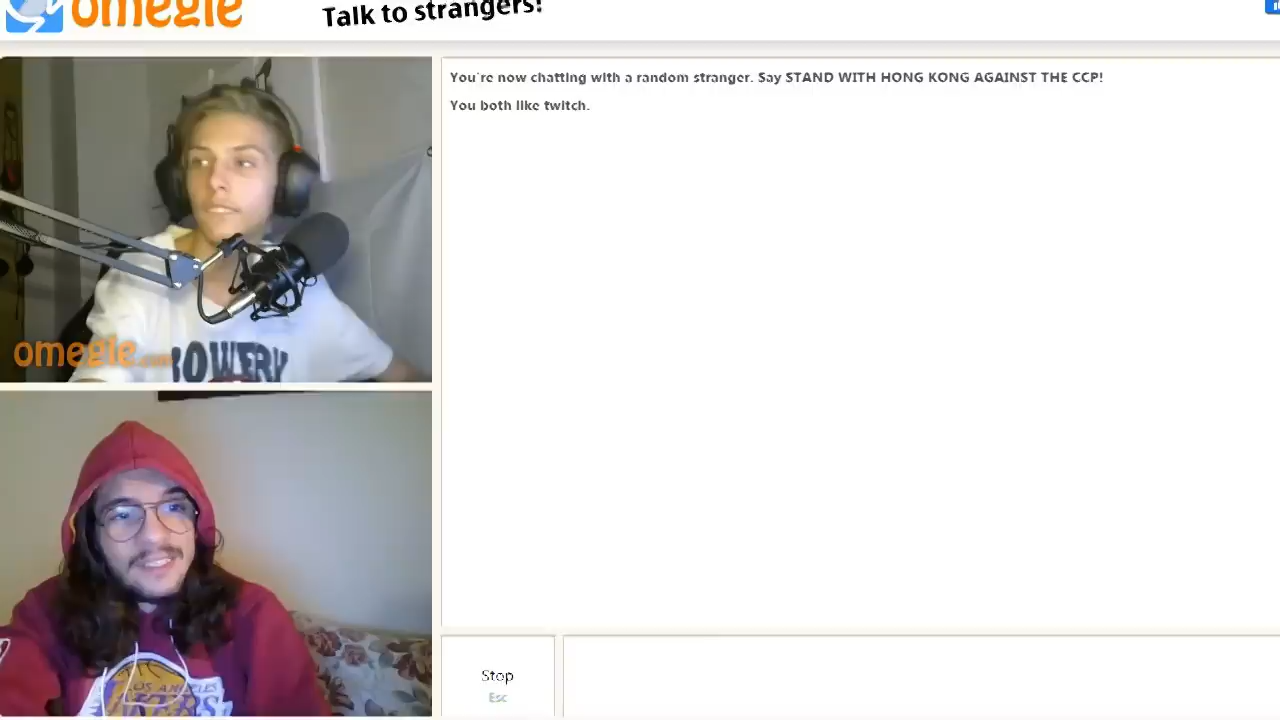 omegle
Talk to strangers!
You're now chatting with a random stranger. Say STAND WITH HONG KONG AGAINST THE CCP!
You both like twitch.
omegle.com
BOWERY
LOS ANGELES
LAKERS
Stop
Esc